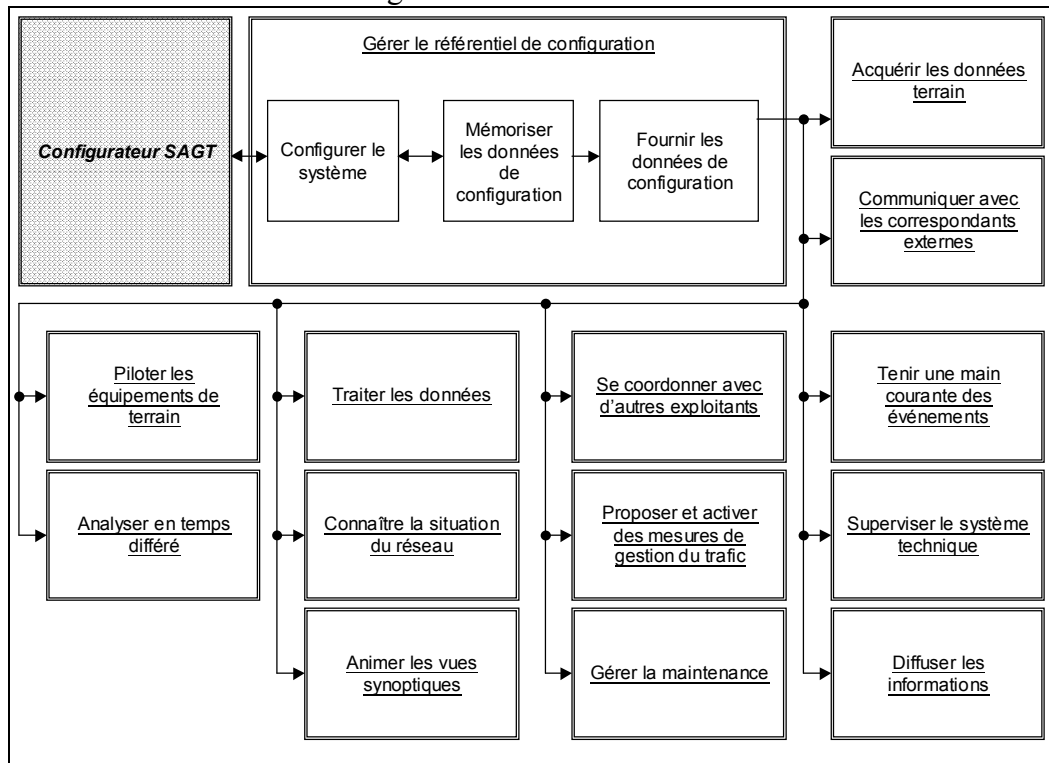 Gérer le référentiel de configuration
Configurateur SAGT
Configurer le
système
Mémoriser
les données
de
configuration
Fournir les
données de
configuration
Acquérir les données
terrain
Communiquer avec
les correspondants
externes
Piloter les
équipements de
terrain
Traiter les données
Se coordonner avec
d'autres exploitants
Tenir une main
courante des
événements
Analyser en temps
différé
Connaître la situation
du réseau
Proposer et activer
des mesures de
gestion du trafic
Superviser le système
technique
Animer les vues
synoptiques
Gérer la maintenance
Diffuser les
informations